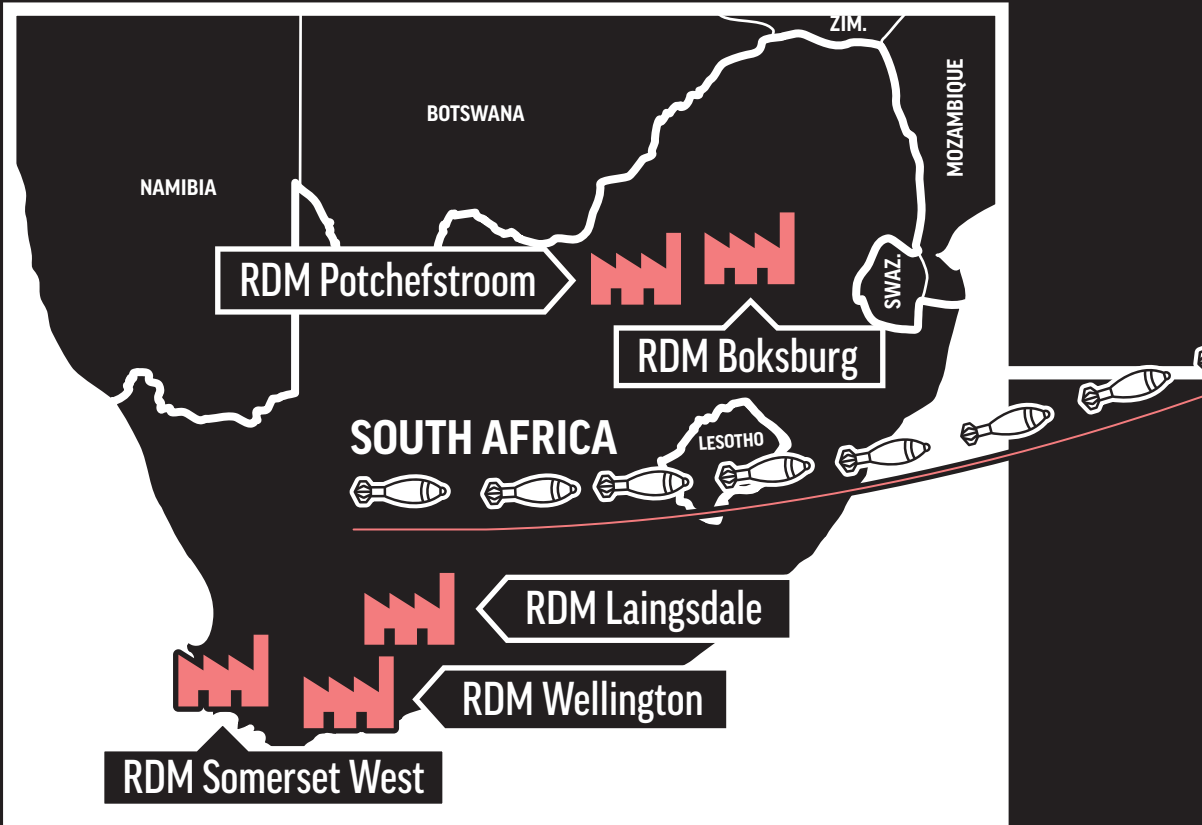 ZIM.
BOTSWANA
MOZAMBIQUE
NAMIBIA
RDM Potchefstroom
SWAZ.
RDM Boksburg
SOUTH AFRICA
LESOTHO
RDM Laingsdale
RDM Wellington
RDM Somerset West